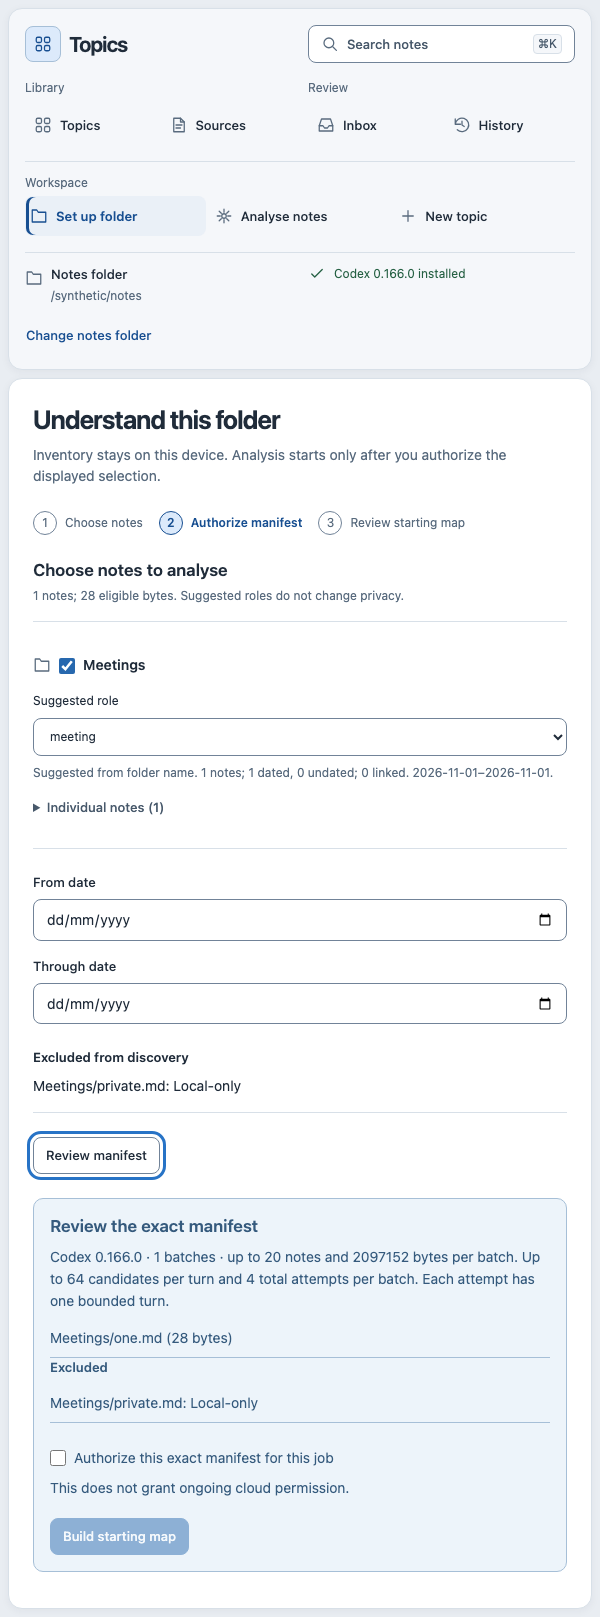 Topics
Search notes
⌘K
Library
Review
Topics
Sources
Inbox
History
Workspace
Set up folder
Analyse notes
New topic
Notes folder
/synthetic/notes
Codex 0.166.0 installed
Change notes folder
Understand this folder
Inventory stays on this device. Analysis starts only after you authorize the
displayed selection.
1 Choose notes
2 Authorize manifest
3 Review starting map
Choose notes to analyse
1 notes; 28 eligible bytes. Suggested roles do not change privacy.
Meetings
Suggested role
meeting
Suggested from folder name. 1 notes; 1 dated, 0 undated; 0 linked. 2026-11-01–2026-11-01.
Individual notes (1)
From date
dd/mm/yyyy
Through date
dd/mm/yyyy
Excluded from discovery
Meetings/private.md: Local-only
Review manifest
Review the exact manifest
Codex 0.166.0 · 1 batches · up to 20 notes and 2097152 bytes per batch. Up
to 64 candidates per turn and 4 total attempts per batch. Each attempt has
one bounded turn.
Meetings/one.md (28 bytes)
Excluded
Meetings/private.md: Local-only
Authorize this exact manifest for this job
This does not grant ongoing cloud permission.
Build starting map